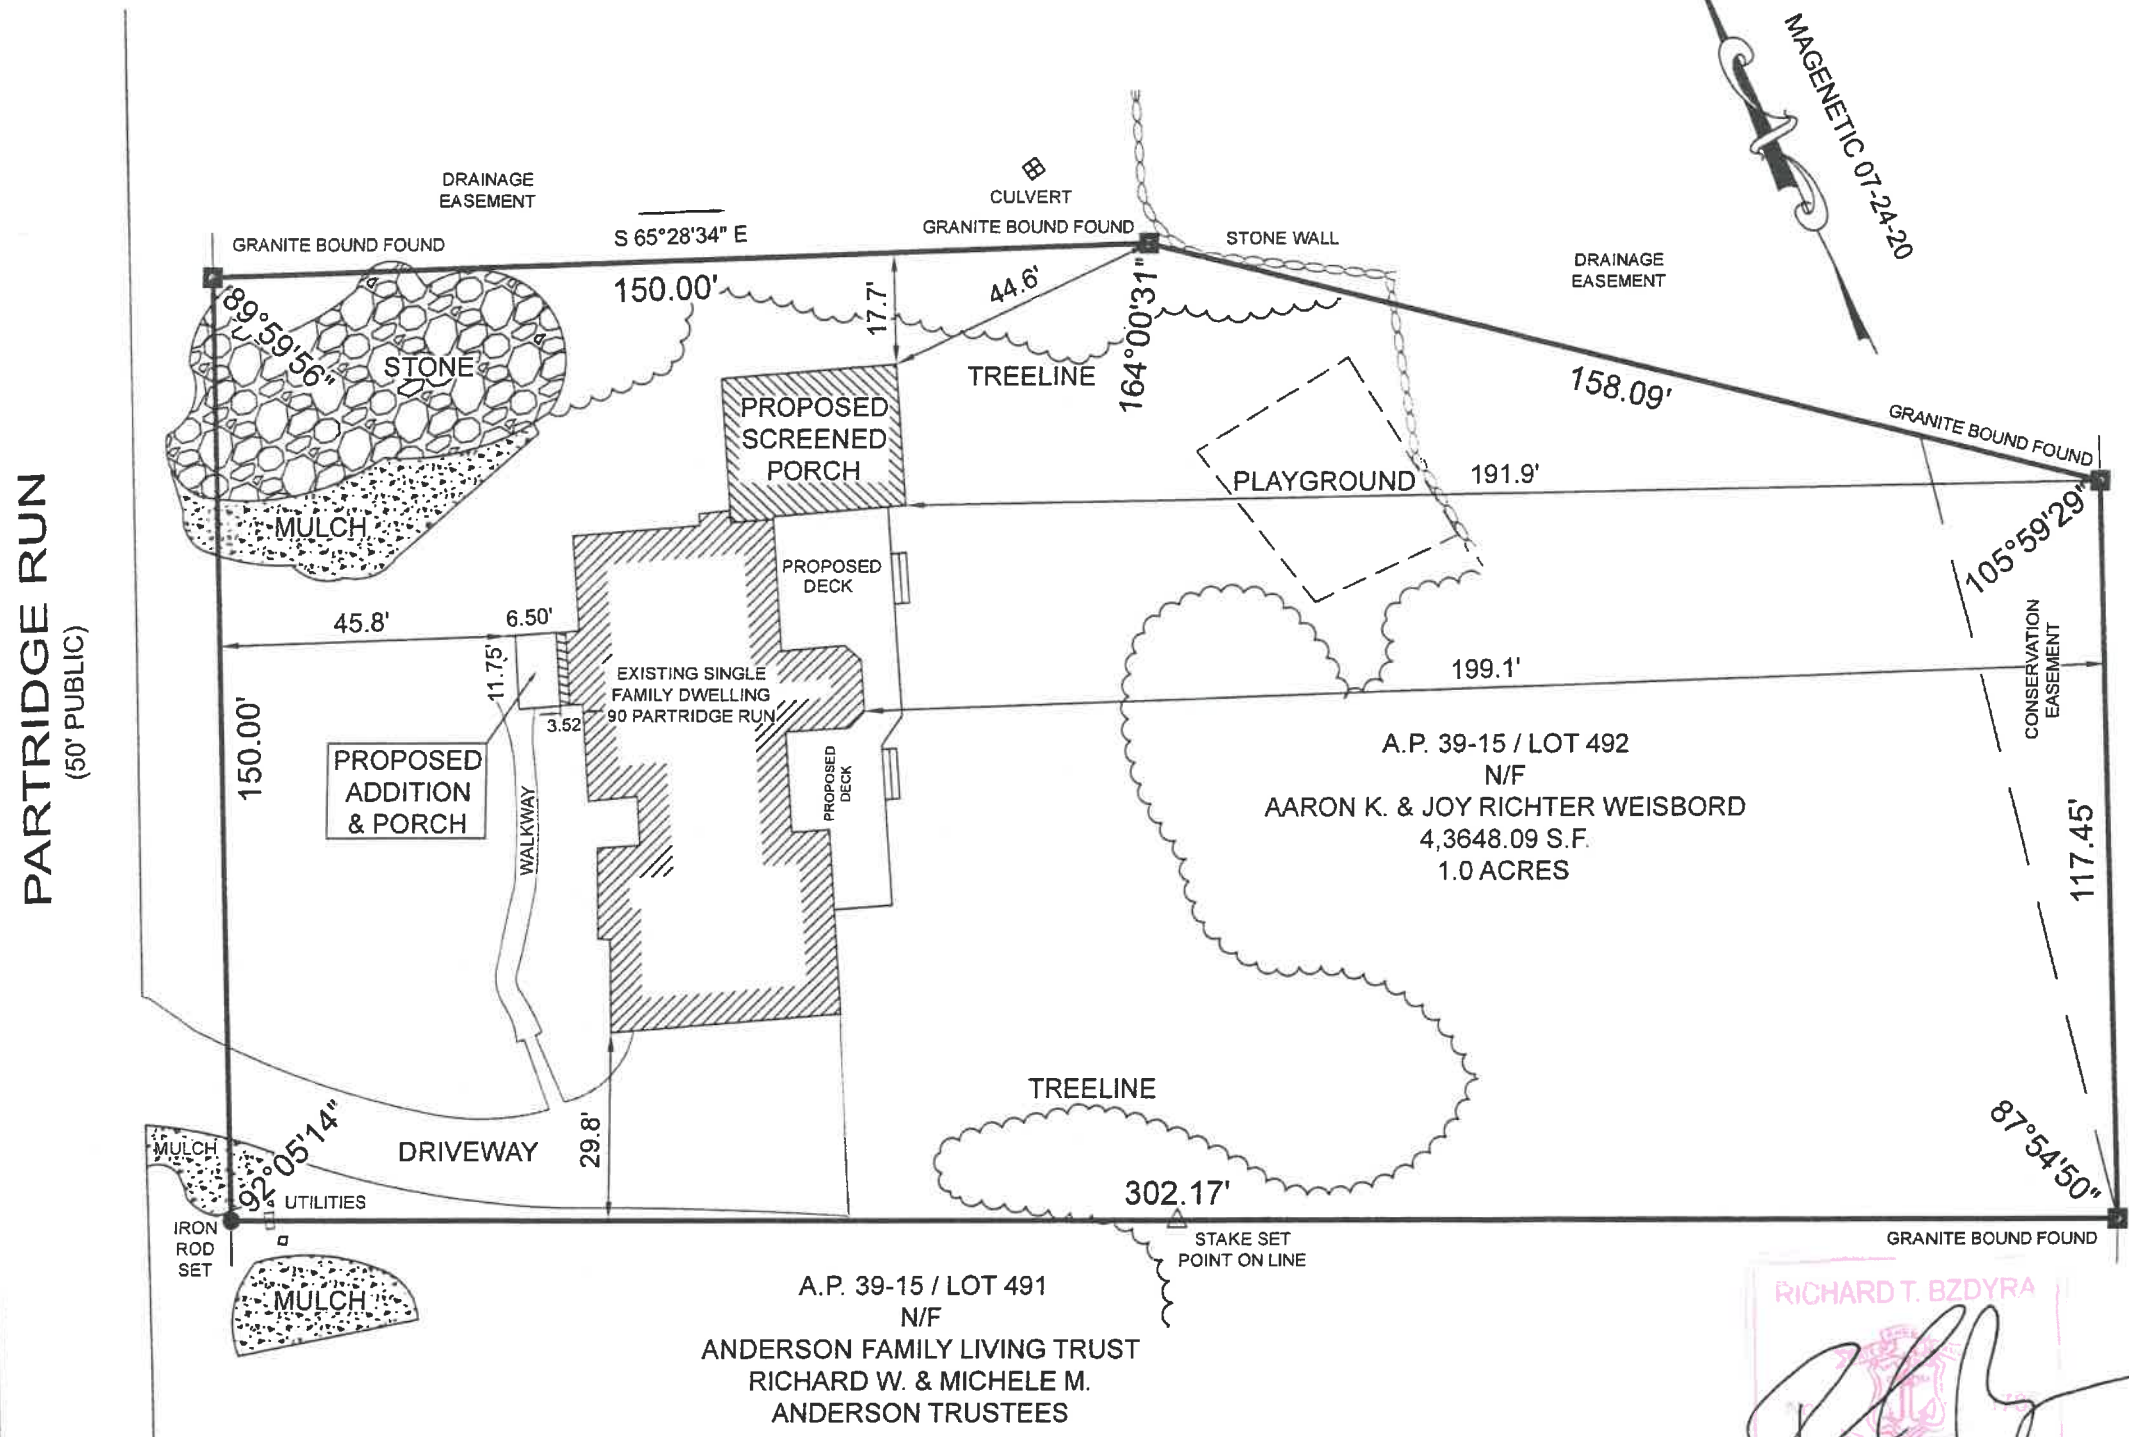 MAGENETIC 07-24-20
DRAINAGE
EASEMENT
CULVERT
GRANITE BOUND FOUND
S 65°28'34" E
GRANITE BOUND FOUND
STONE WALL
DRAINAGE
EASEMENT
150.00'
17.7'
44.6'
164°00'31"
89°59'56"
STONE
TREELINE
158.09'
GRANITE BOUND FOUND
PROPOSED
SCREENED
PORCH
PLAYGROUND
191.9'
105°59'29"
MULCH
PARTRIDGE RUN
(50' PUBLIC)
PROPOSED
DECK
45.8'
6.50'
11.75'
3.52
EXISTING SINGLE
FAMILY DWELLING
90 PARTRIDGE RUN
199.1'
CONSERVATION
EASEMENT
150.00'
PROPOSED
ADDITION
& PORCH
WALKWAY
PROPOSED
DECK
A.P. 39-15 / LOT 492
N/F
AARON K. & JOY RICHTER WEISBORD
4,3648.09 S.F.
1.0 ACRES
117.45'
TREELINE
87°54'50"
MULCH
92°05'14"
DRIVEWAY
29.8'
UTILITIES
302.17'
IRON
ROD
SET
STAKE SET
POINT ON LINE
GRANITE BOUND FOUND
MULCH
A.P. 39-15 / LOT 491
N/F
ANDERSON FAMILY LIVING TRUST
RICHARD W. & MICHELE M.
ANDERSON TRUSTEES
RICHARD T. BZDYRA